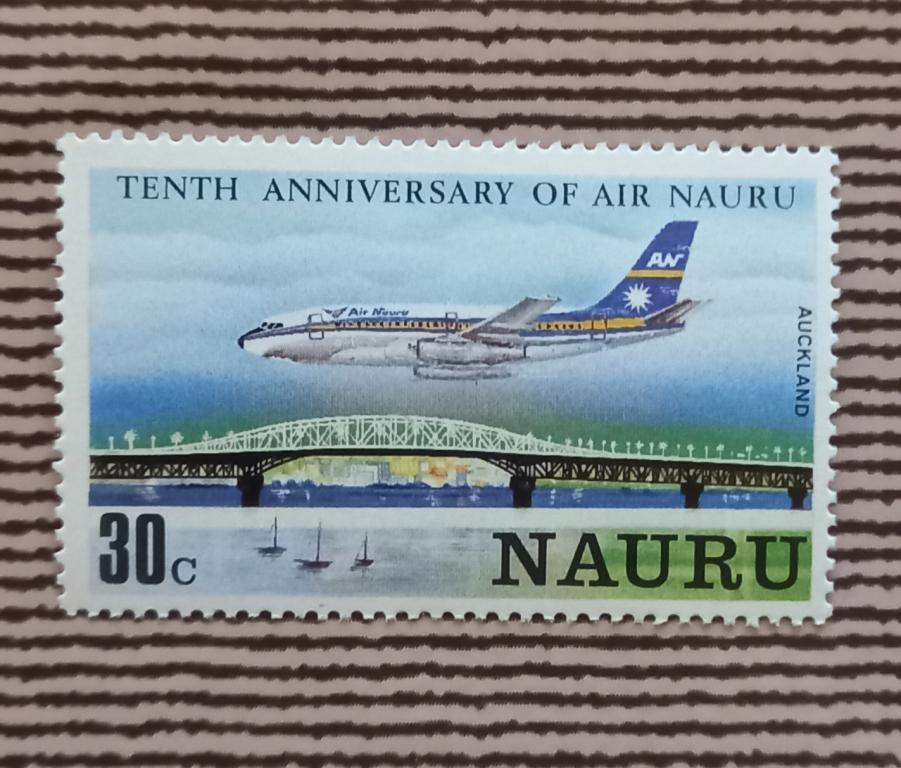 TENTH ANNIVERSARY OF AIR NAURU
AN
Air Nauru
AUCKLAND
30c
NAURU